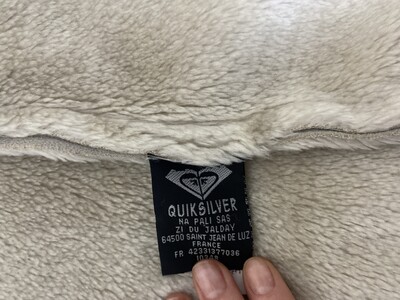 QUIKSILVER
NA PALI SAS
ZI DU JALDAY
64500 SAINT JEAN DE LUZ
FRANCE
FR 42331377036